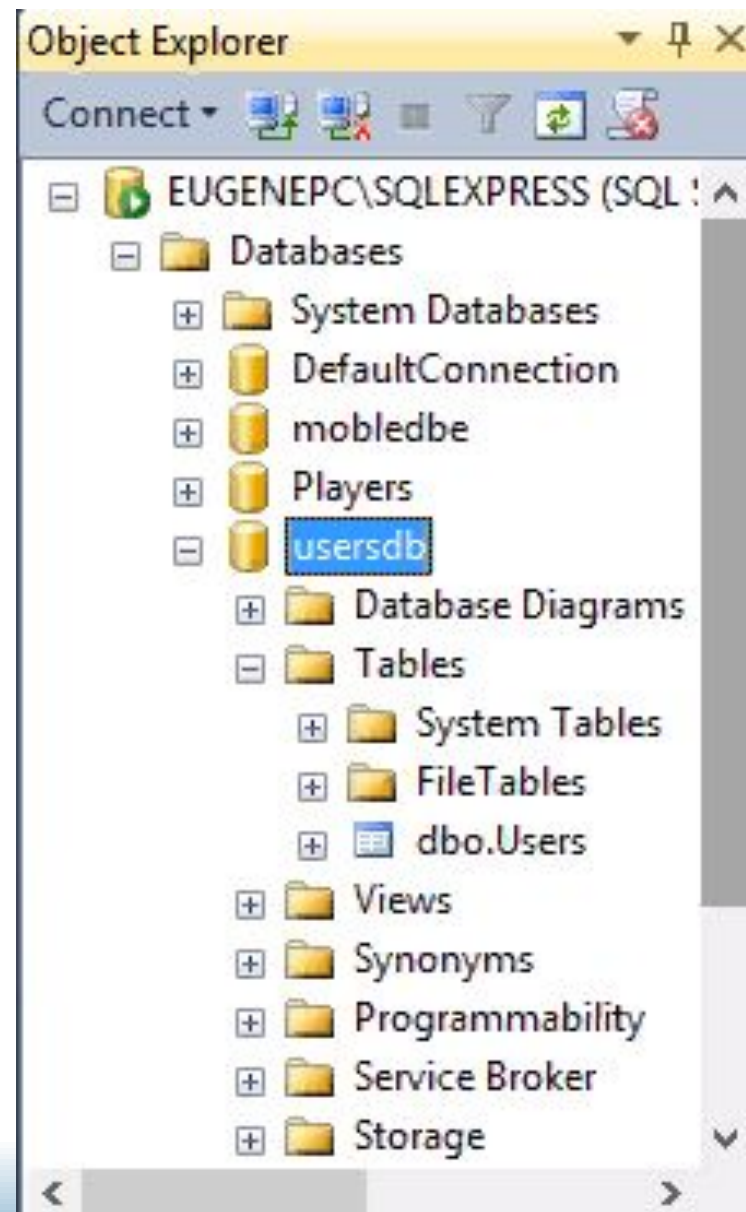 Object Explorer
Connect
EUGENEPC\SQLEXPRESS (SQL
Databases
System Databases
DefaultConnection
mobledbe
Players
usersdb
Database Diagrams
Tables
System Tables
FileTables
dbo.Users
Views
Synonyms
Programmability
Service Broker
Storage